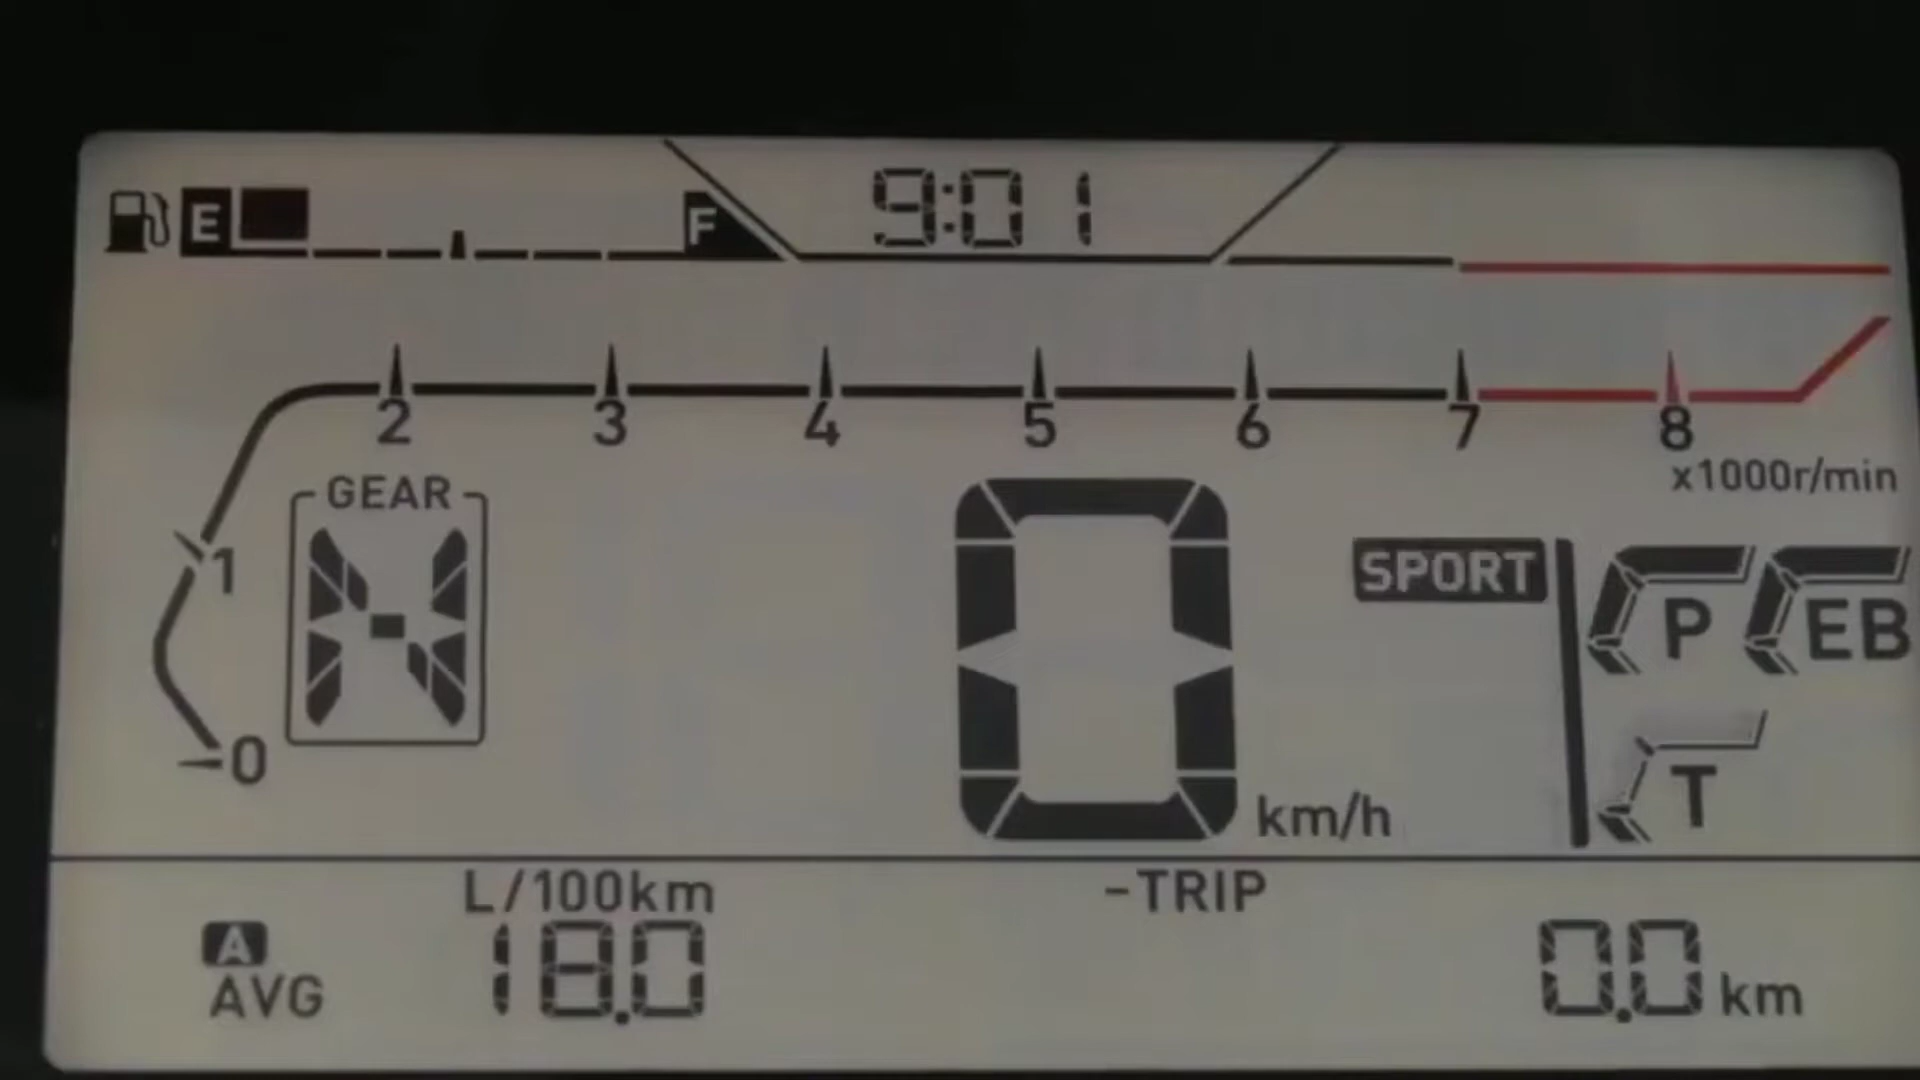 E F 9:01
2 3 4 5 6 7 8
x1000r/min
GEAR
1
N 0 km/h
SPORT
P EB
0
T
L/100km -TRIP
A
AVG 18.0 0.0 km